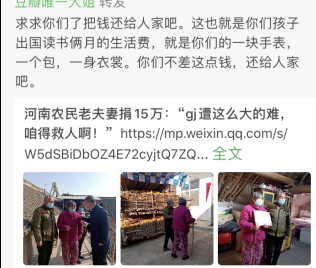 豆瓣唯一大姐 转发
求求你们了把钱还给人家吧。这也就是你们孩子
出国读书俩月的生活费，就是你们的一块手表，
一个包，一身衣裳。你们不差这点钱，还给人家
吧。
河南农民老夫妻捐15万：“gj遭这么大的难，
咱得救人啊！”https://mp.weixin.qq.com/s/
W5dSBiDbOZ4E72cyjtQ7ZQ... 全文